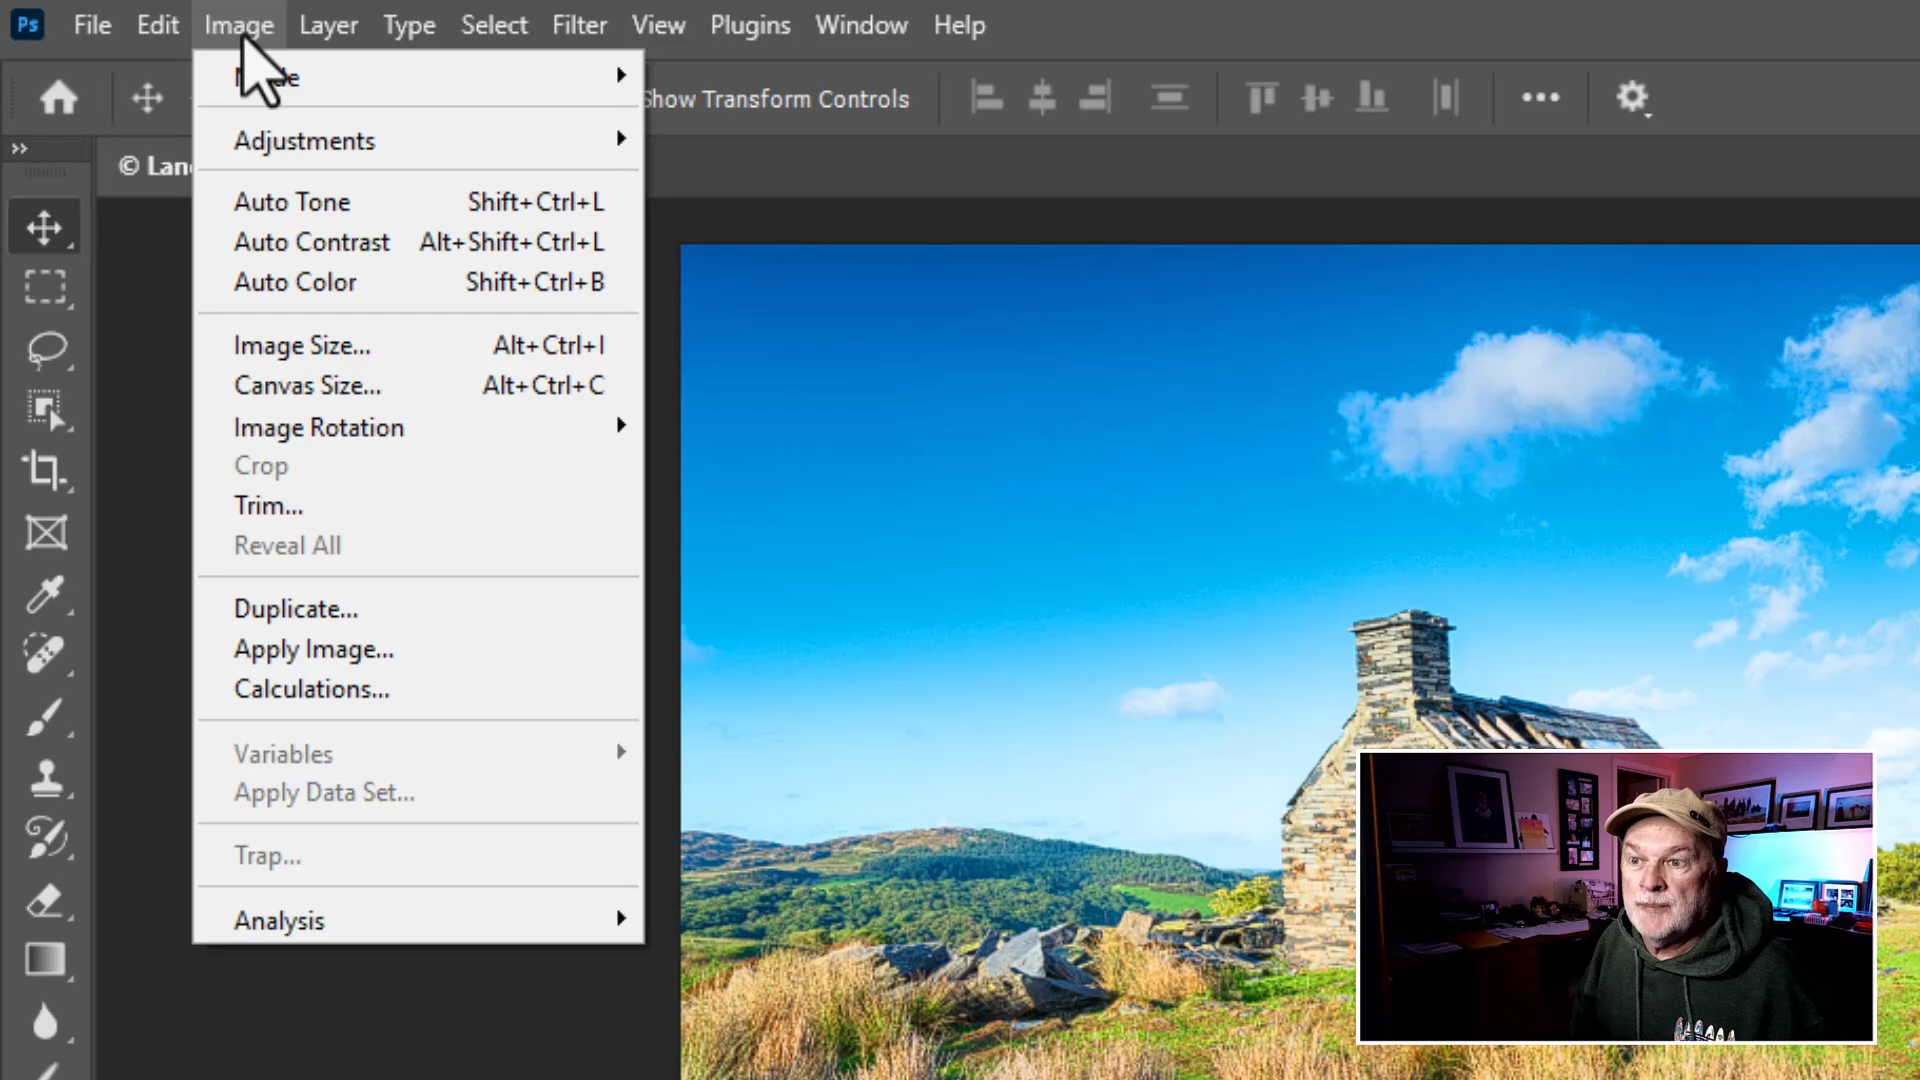 Ps File Edit Image Layer Type Select Filter View Plugins Window Help
Show Transform Controls
© Lan
Adjustments
Auto Tone Shift+Ctrl+L
Auto Contrast Alt+Shift+Ctrl+L
Auto Color Shift+Ctrl+B
Image Size... Alt+Ctrl+I
Canvas Size... Alt+Ctrl+C
Image Rotation
Crop
Trim...
Reveal All
Duplicate...
Apply Image...
Calculations...
Variables
Apply Data Set...
Trap...
Analysis